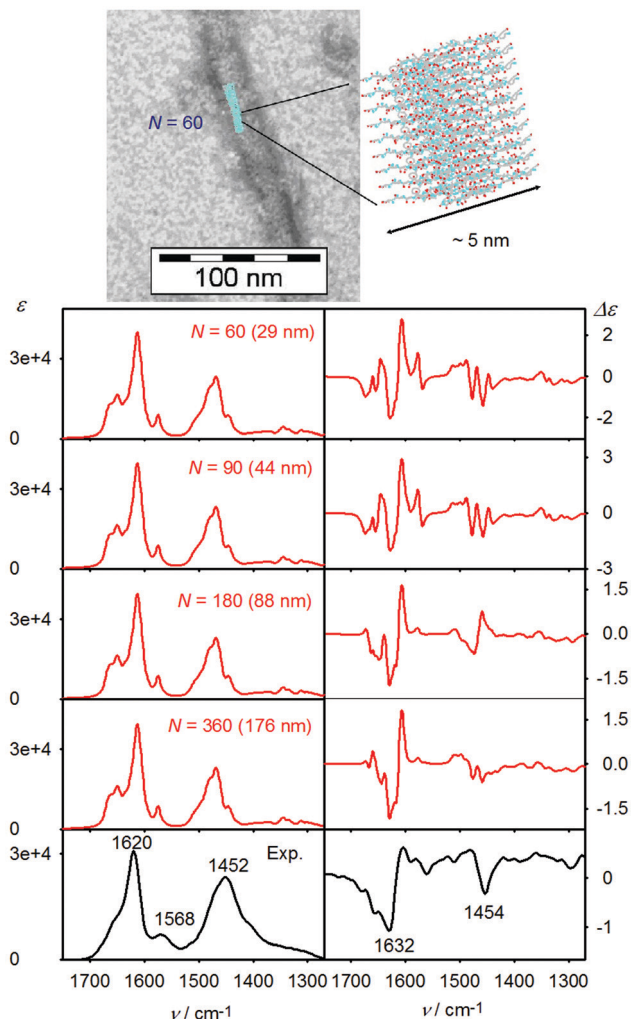 N = 60
~ 5 nm
100 nm
ε
Δε
N = 60 (29 nm)
3e+4
0
2
0
-2
N = 90 (44 nm)
3e+4
0
3
0
-3
N = 180 (88 nm)
3e+4
0
1.5
0.0
-1.5
N = 360 (176 nm)
3e+4
0
1.5
0.0
-1.5
Exp.
3e+4
0
1620
1568
1452
0
-1
1632
1454
1700 1600 1500 1400 1300
1700 1600 1500 1400 1300
ν / cm-1
ν / cm-1